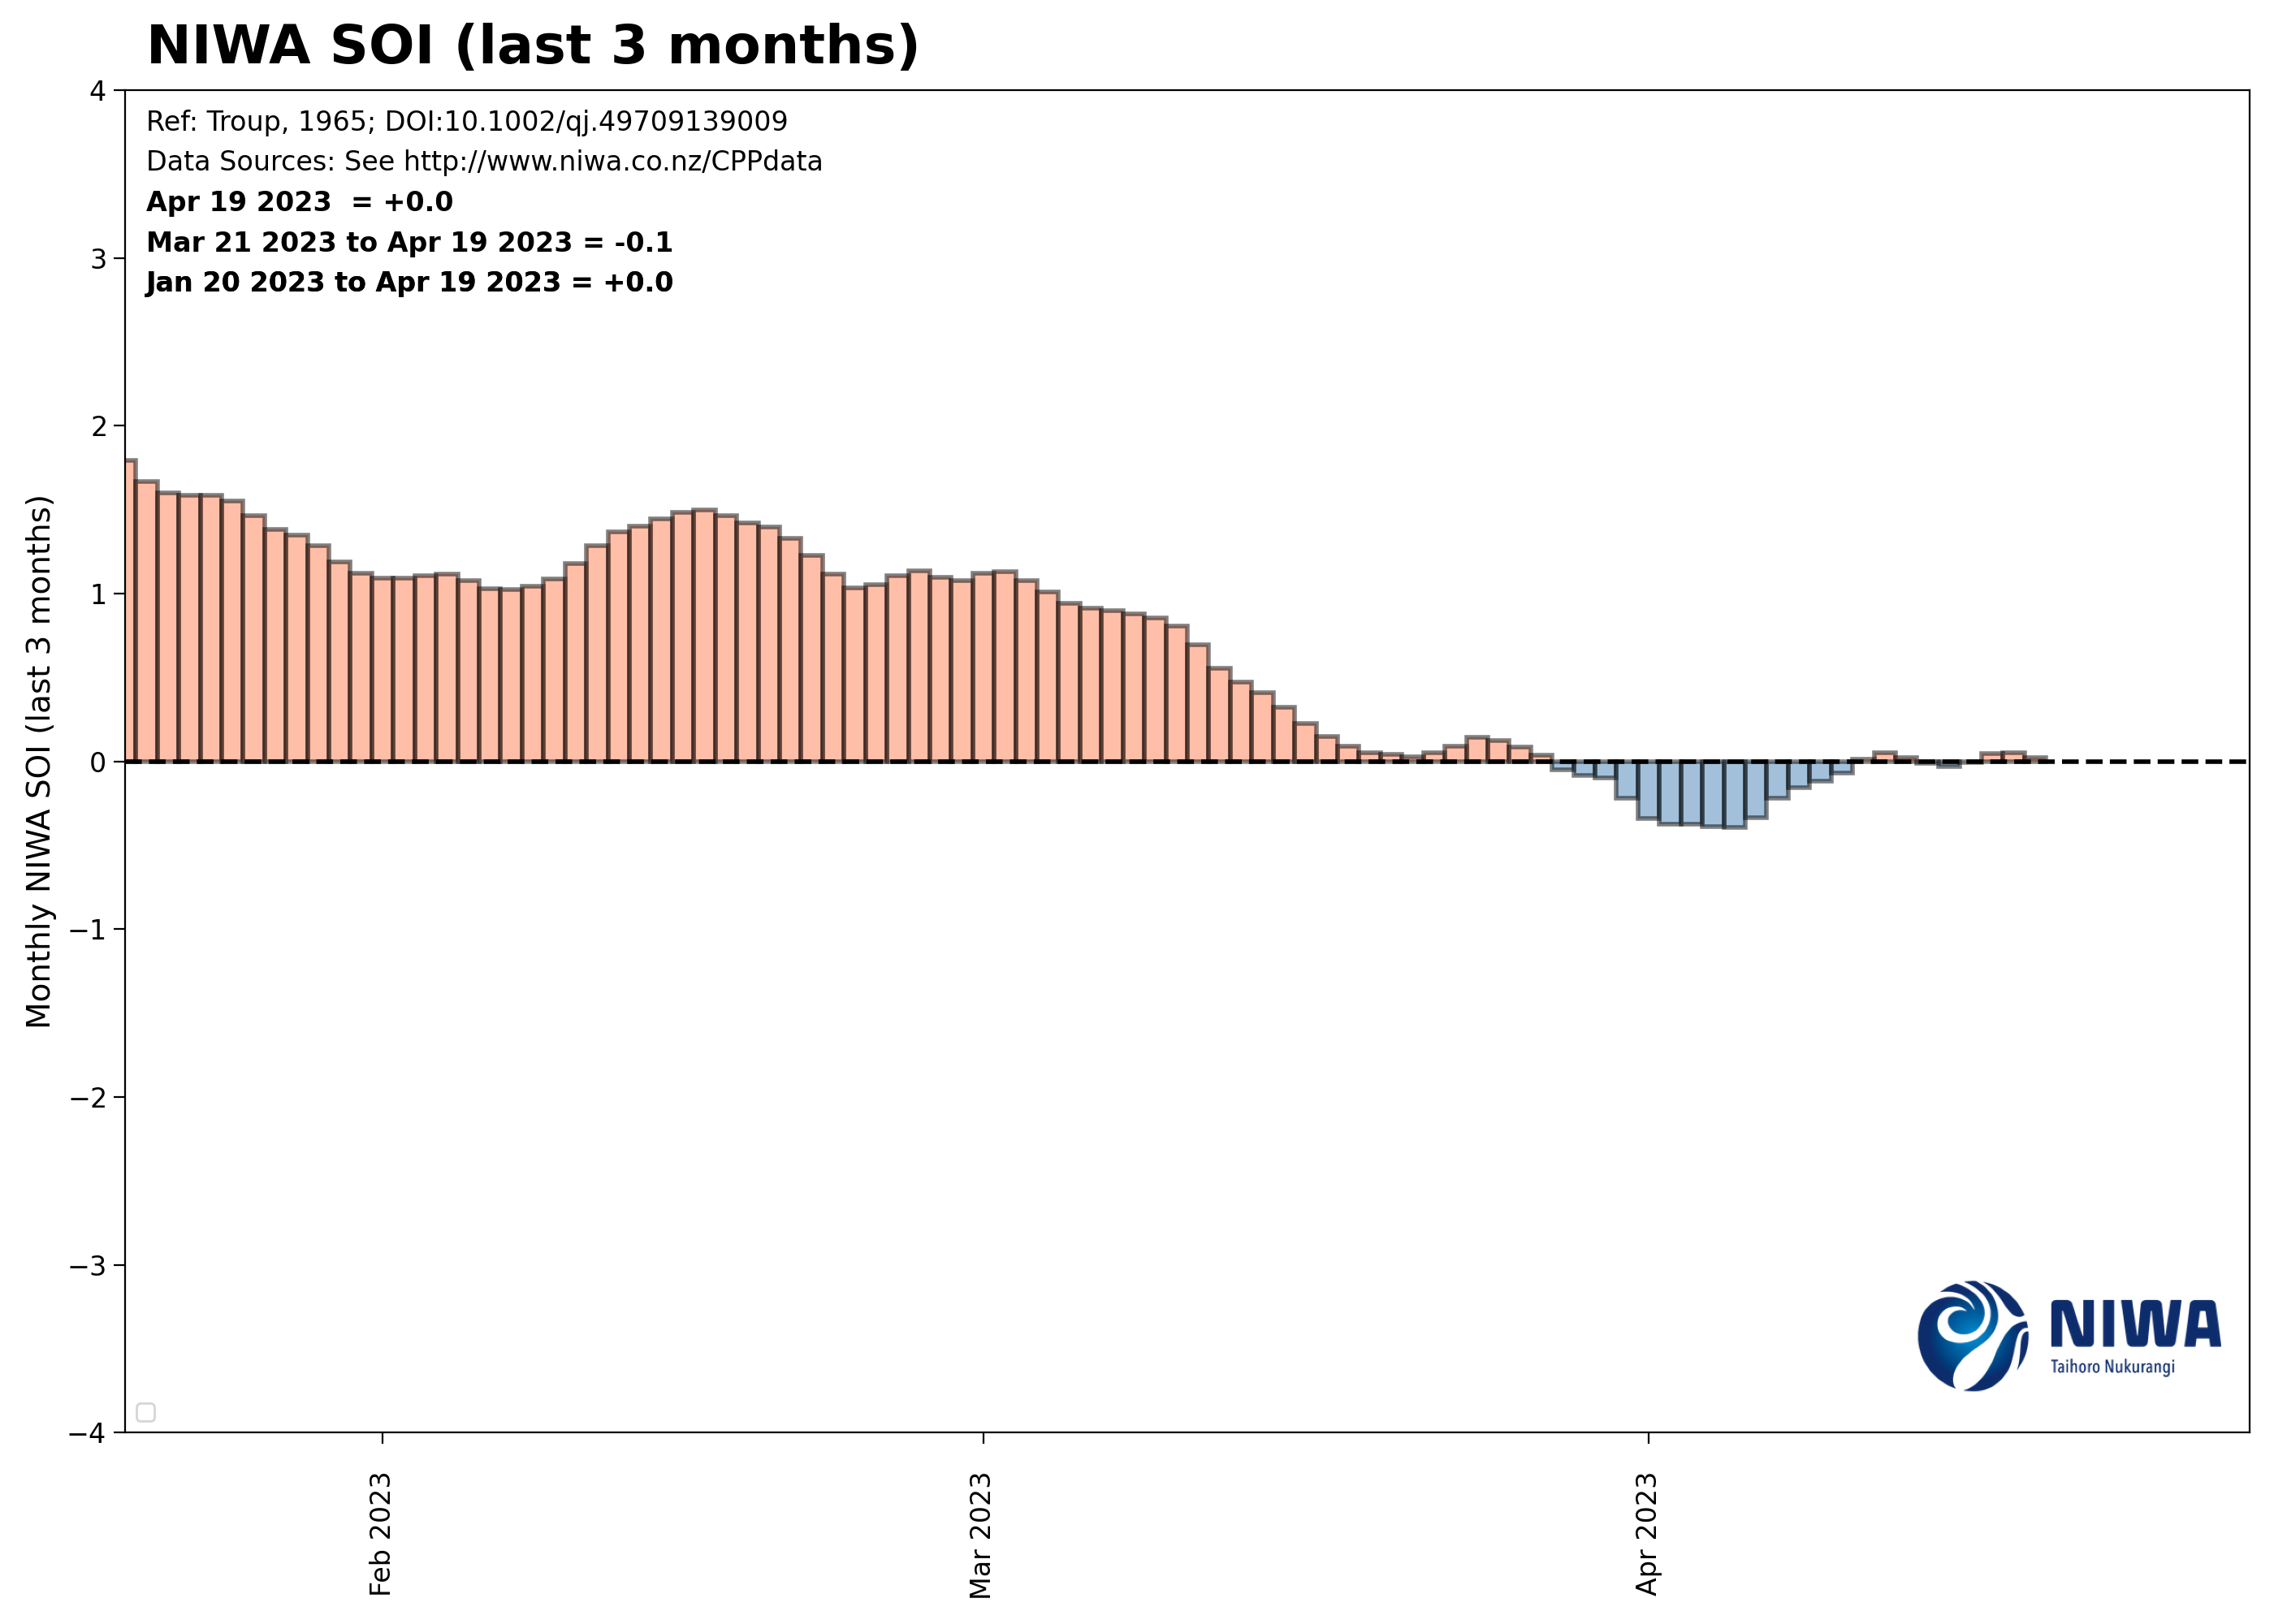 NIWA SOI (last 3 months)
Ref: Troup, 1965; DOI:10.1002/qj.49709139009
Data Sources: See http://www.niwa.co.nz/CPPdata
Apr 19 2023  = +0.0
Mar 21 2023 to Apr 19 2023 = -0.1
Jan 20 2023 to Apr 19 2023 = +0.0
Monthly NIWA SOI (last 3 months)
4
3
2
1
0
−1
−2
−3
−4
Feb 2023
Mar 2023
Apr 2023
NIWA
Taihoro Nukurangi